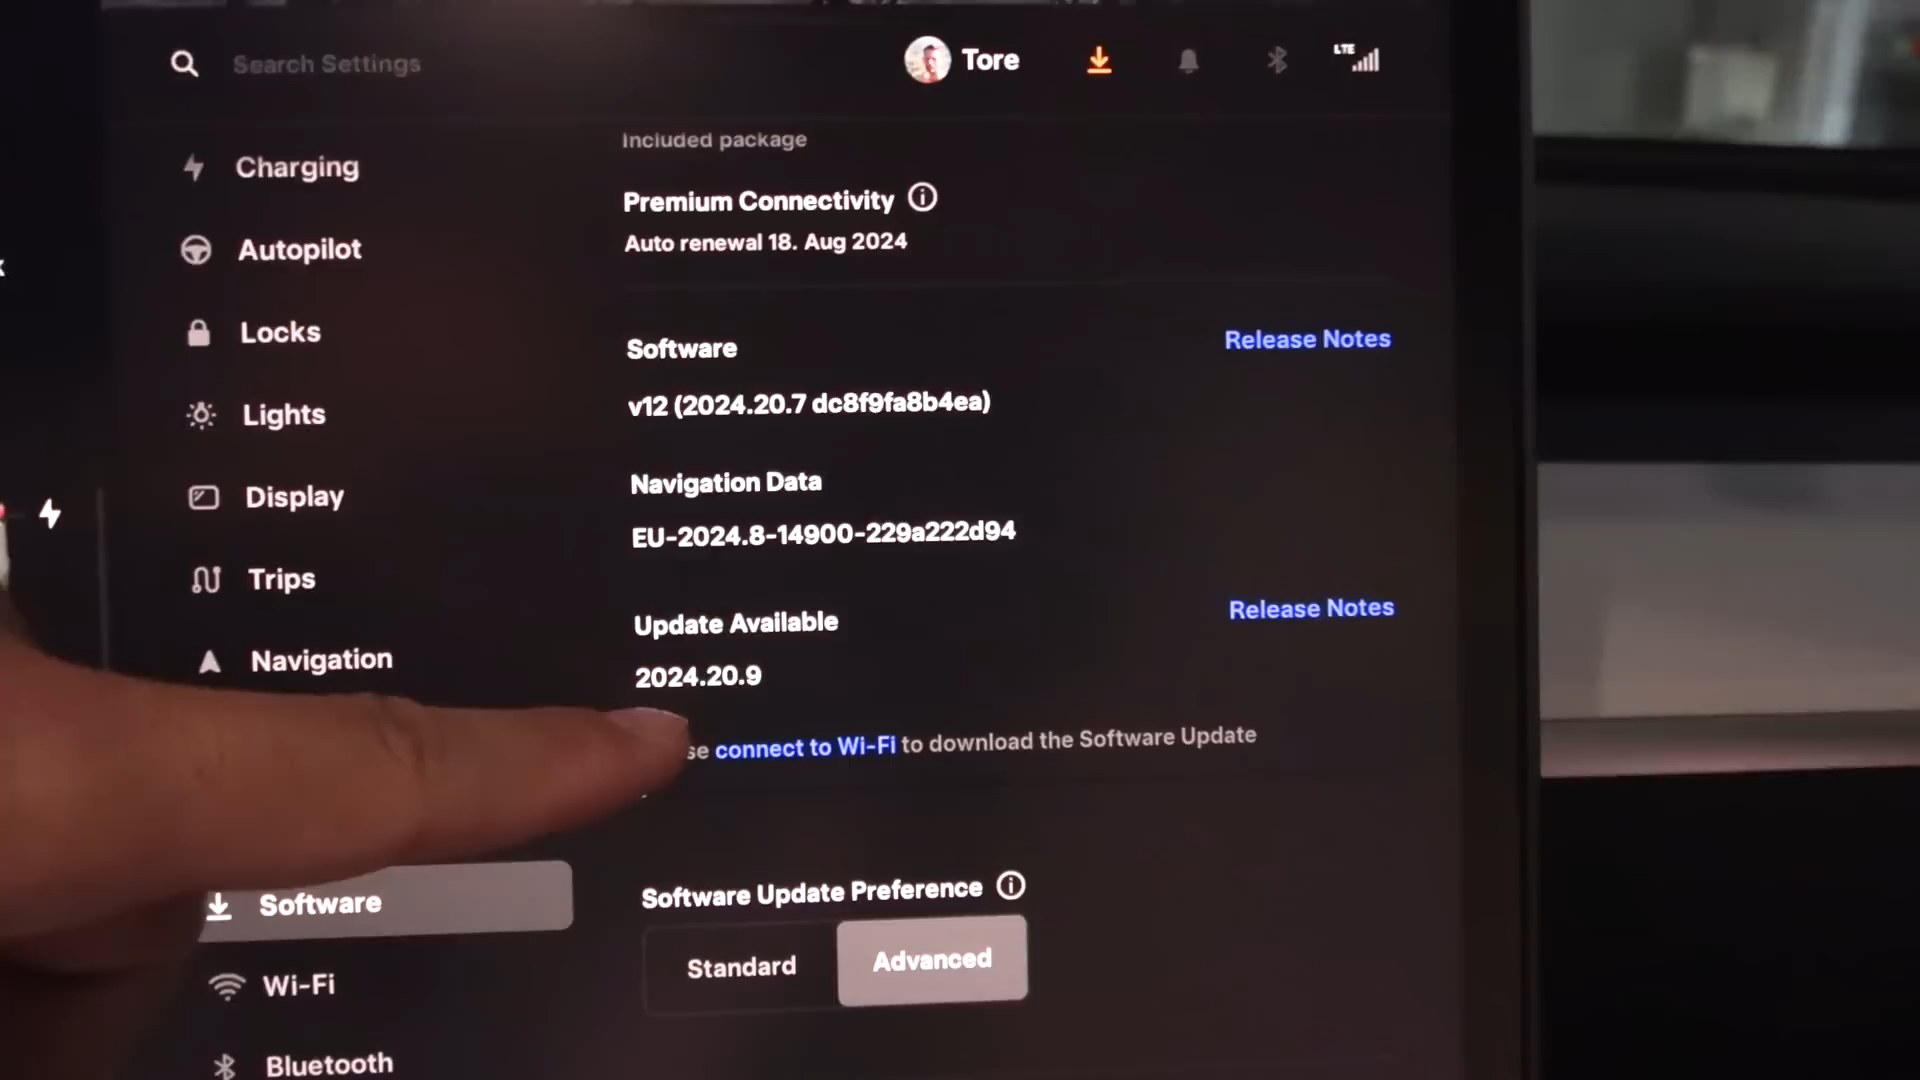 Search Settings
Tore
LTE
Included package
Charging
Premium Connectivity
Auto renewal 18. Aug 2024
Autopilot
Locks
Software
Release Notes
v12 (2024.20.7 dc8f9fa8b4ea)
Lights
Navigation Data
EU-2024.8-14900-229a222d94
Display
Trips
Update Available
Release Notes
2024.20.9
Navigation
se connect to Wi-Fi to download the Software Update
Software
Software Update Preference
Standard
Advanced
Wi-Fi
Bluetooth